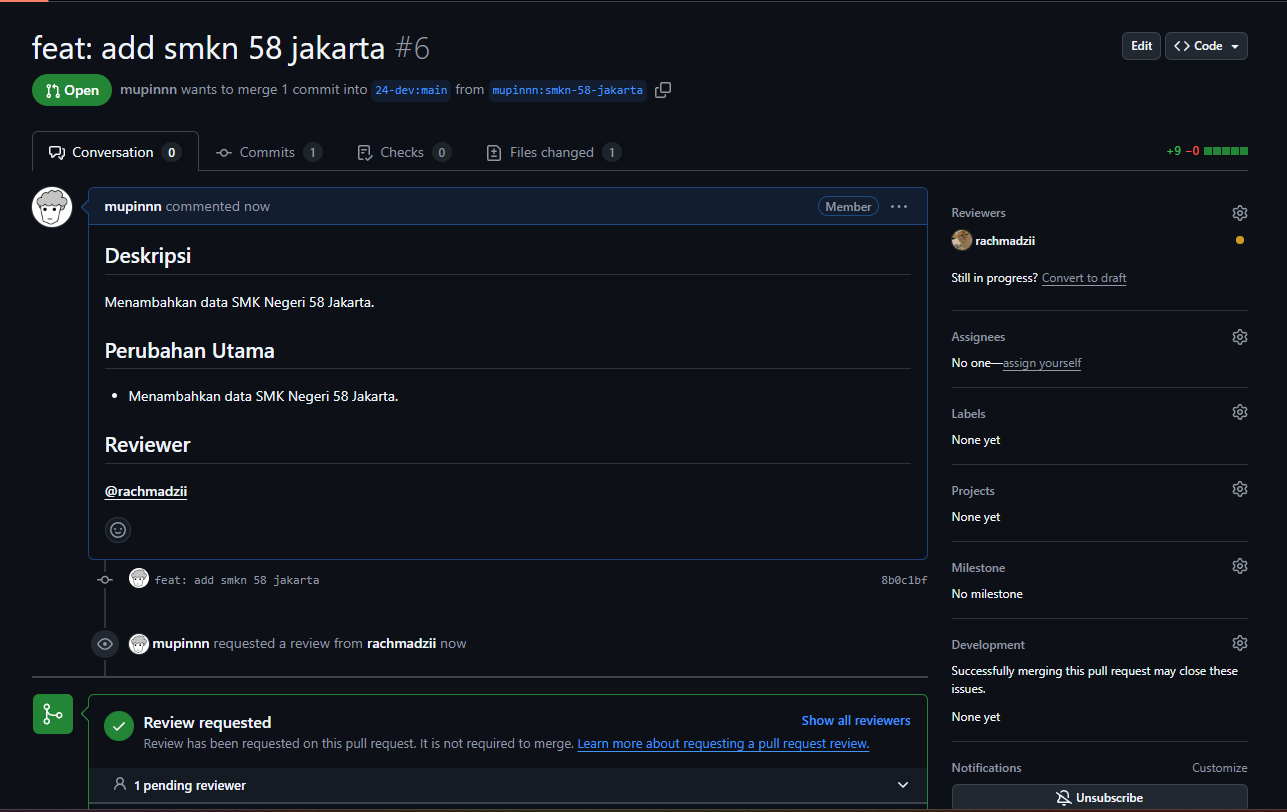 feat: add smkn 58 jakarta #6
Edit
Code
Open
mupinnn wants to merge 1 commit into 24-dev:main from mupinnn:smkn-58-jakarta
Conversation 0
Commits 1
Checks 0
Files changed 1
+9 −0
mupinnn commented now
Member
Deskripsi
Menambahkan data SMK Negeri 58 Jakarta.
Perubahan Utama
Menambahkan data SMK Negeri 58 Jakarta.
Reviewer
@rachmadzii
feat: add smkn 58 jakarta
8b0c1bf
mupinnn requested a review from rachmadzii now
Review requested
Show all reviewers
Review has been requested on this pull request. It is not required to merge. Learn more about requesting a pull request review.
1 pending reviewer
Reviewers
rachmadzii
Still in progress? Convert to draft
Assignees
No one—assign yourself
Labels
None yet
Projects
None yet
Milestone
No milestone
Development
Successfully merging this pull request may close these
issues.
None yet
Notifications
Customize
Unsubscribe